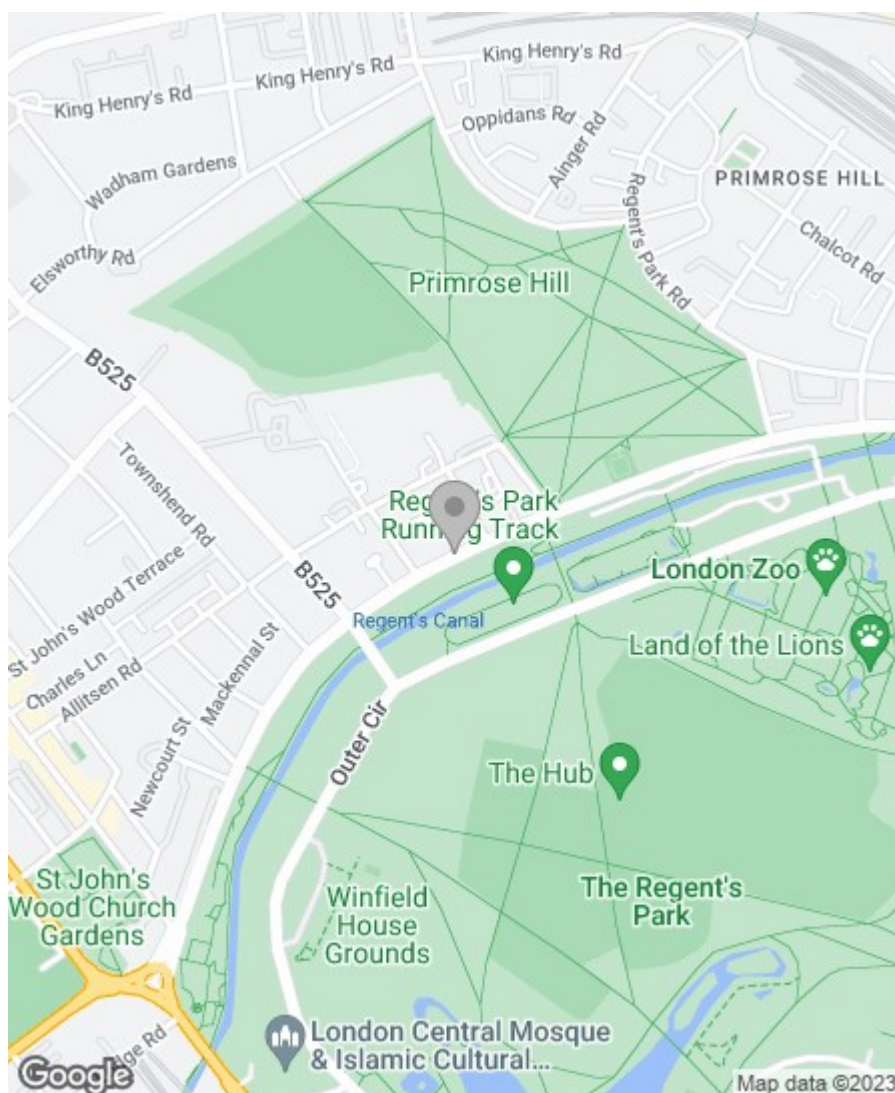 King Henry's Rd
King Henry's Rd
King Henry's Rd
Oppidans Rd
Ainger Rd
Wadham Gardens
PRIMROSE HILL
Regent's Park Rd
Chalcot Rd
Elsworthy Rd
Primrose Hill
B525
Townshend Rd
Regent's Park
Running Track
St John's Wood Terrace
B525
London Zoo
Regent's Canal
Land of the Lions
Charles Ln
Allitsen Rd
Mackennal St
Newcourt St
Outer Cir
The Hub
St John's
Wood Church
Gardens
Winfield
House
Grounds
The Regent's
Park
London Central Mosque
& Islamic Cultural...
Google
Map data ©2023